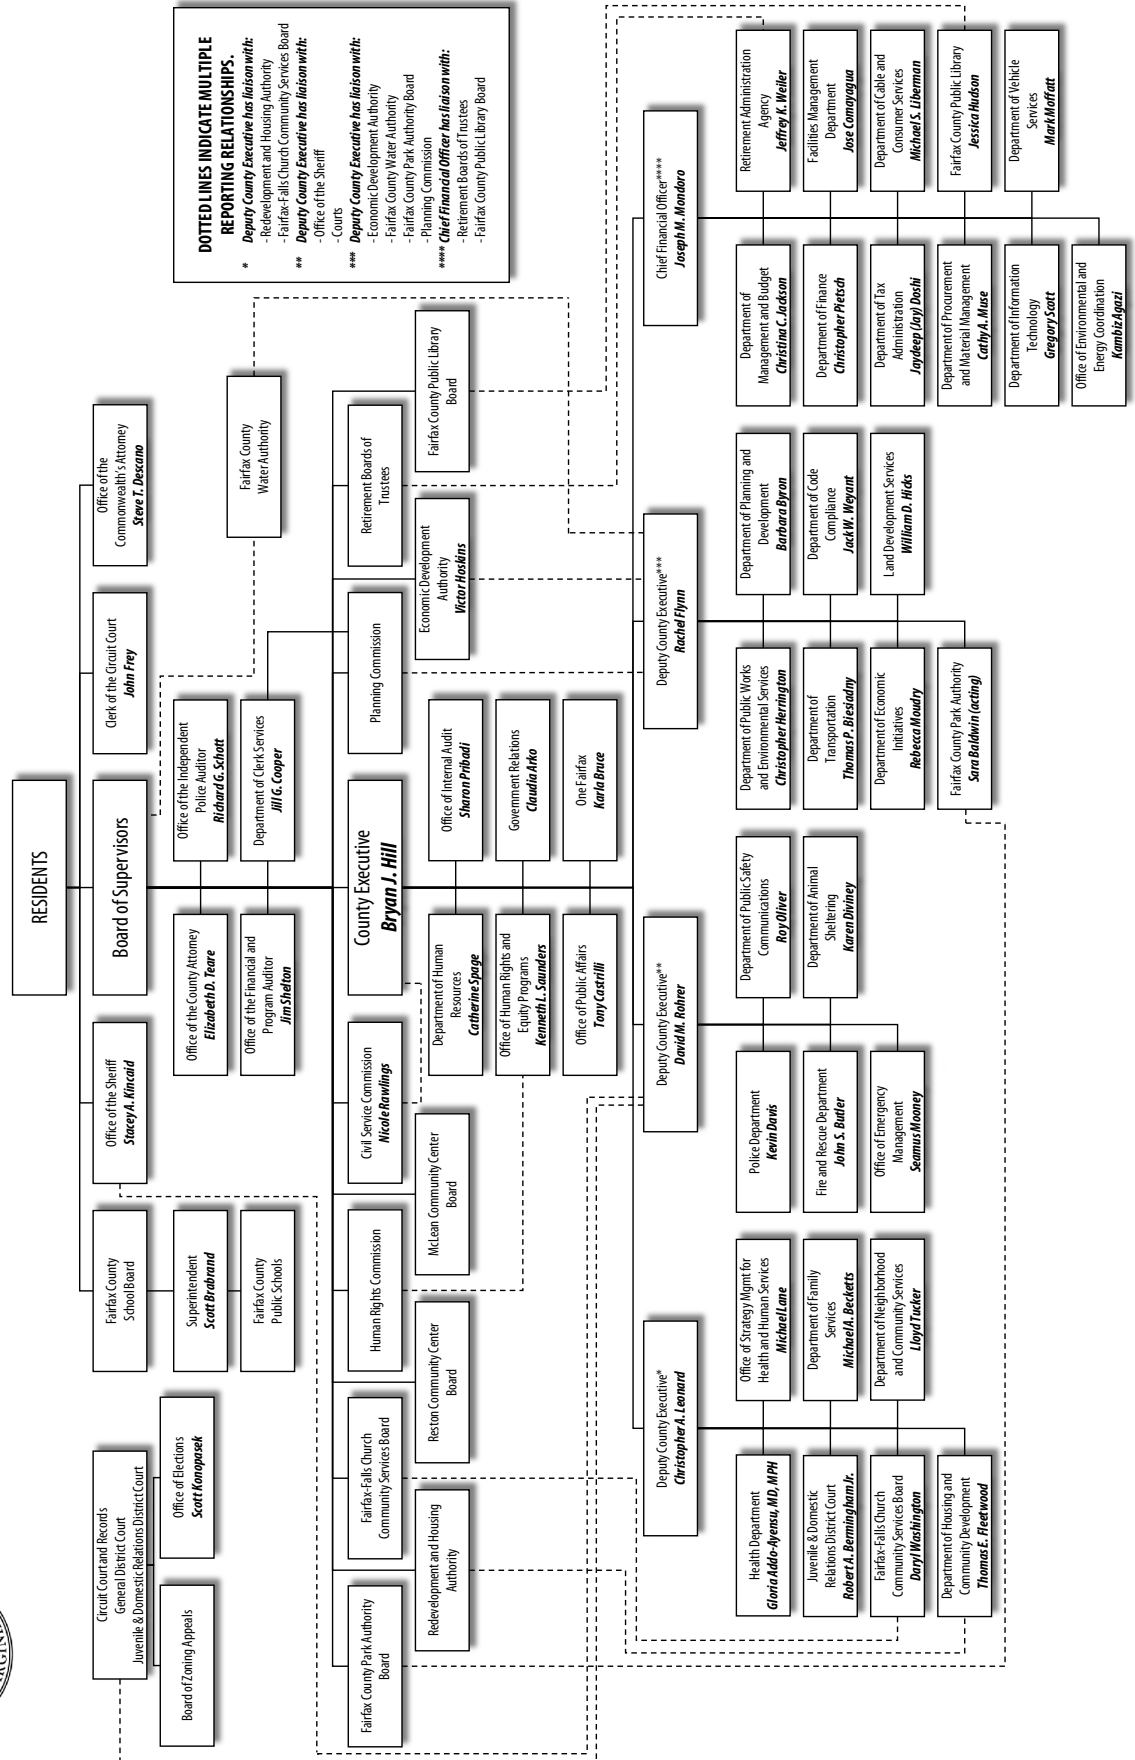 RGINI
RESIDENTS
Circuit Court and Records
General District Court
Juvenile & Domestic Relations District Court
Fairfax County
School Board
Office of the Sheriff
Stacey A. Kincaid
Board of Supervisors
Clerk of the Circuit Court
John Frey
Office of the
Commonwealth's Attorney
Steve T. Descano
Board of Zoning Appeals
Office of Elections
Scott Konopasek
Superintendent
Scott Brabrand
Fairfax County
Public Schools
Office of the County Attorney
Elizabeth D. Teare
Office of the Independent
Police Auditor
Richard G. Schott
Office of the Financial and
Program Auditor
Jim Shelton
Department of Clerk Services
Jill G. Cooper
Fairfax County
Water Authority
DOTTED LINES INDICATE MULTIPLE
REPORTING RELATIONSHIPS.
* Deputy County Executive has liaison with:
- Redevelopment and Housing Authority
- Fairfax-Falls Church Community Services Board
** Deputy County Executive has liaison with:
- Office of the Sheriff
- Courts
*** Deputy County Executive has liaison with:
- Economic Development Authority
- Fairfax County Water Authority
- Fairfax County Park Authority Board
- Planning Commission
**** Chief Financial Officer has liaison with:
- Retirement Boards of Trustees
- Fairfax County Public Library Board
Fairfax County Park Authority
Board
Fairfax-Falls Church
Community Services Board
Human Rights Commission
Civil Service Commission
Nicole Rawlings
County Executive
Bryan J. Hill
Planning Commission
Retirement Boards of
Trustees
Redevelopment and Housing
Authority
Reston Community Center
Board
McLean Community Center
Board
Economic Development
Authority
Victor Hoskins
Fairfax County Public Library
Board
Department of Human
Resources
Catherine Spage
Office of Internal Audit
Sharon Pribadi
Office of Human Rights and
Equity Programs
Kenneth L. Saunders
Government Relations
Claudia Arko
Office of Public Affairs
Tony Castrilli
One Fairfax
Karla Bruce
Deputy County Executive*
Christopher A. Leonard
Deputy County Executive**
David M. Rohrer
Deputy County Executive***
Rachel Flynn
Chief Financial Officer****
Joseph M. Mondoro
Health Department
Gloria Addo-Ayensu, MD, MPH
Office of Strategy Mgmt for
Health and Human Services
Michael Lane
Juvenile & Domestic
Relations District Court
Robert A. Bermingham Jr.
Department of Family
Services
Michael A. Becketts
Fairfax-Falls Church
Community Services Board
Daryl Washington
Department of Neighborhood
and Community Services
Lloyd Tucker
Department of Housing and
Community Development
Thomas E. Fleetwood
Police Department
Kevin Davis
Department of Public Safety
Communications
Roy Oliver
Fire and Rescue Department
John S. Butler
Department of Animal
Sheltering
Karen Diviney
Office of Emergency
Management
Seamus Mooney
Department of Public Works
and Environmental Services
Christopher Herrington
Department of Planning and
Development
Barbara Byron
Department of
Transportation
Thomas P. Biesiadny
Department of Code
Compliance
Jack W. Weyant
Department of Economic
Initiatives
Rebecca Moudry
Land Development Services
William D. Hicks
Fairfax County Park Authority
Sara Baldwin (acting)
Department of
Management and Budget
Christina C. Jackson
Retirement Administration
Agency
Jeffrey K. Weiler
Department of Finance
Christopher Pietsch
Facilities Management
Department
Jose Comayagua
Department of Tax
Administration
Jaydeep (Jay) Doshi
Department of Cable and
Consumer Services
Michael S. Liberman
Department of Procurement
and Material Management
Cathy A. Muse
Fairfax County Public Library
Jessica Hudson
Department of Information
Technology
Gregory Scott
Department of Vehicle
Services
Mark Moffatt
Office of Environmental and
Energy Coordination
Kambiz Agazi